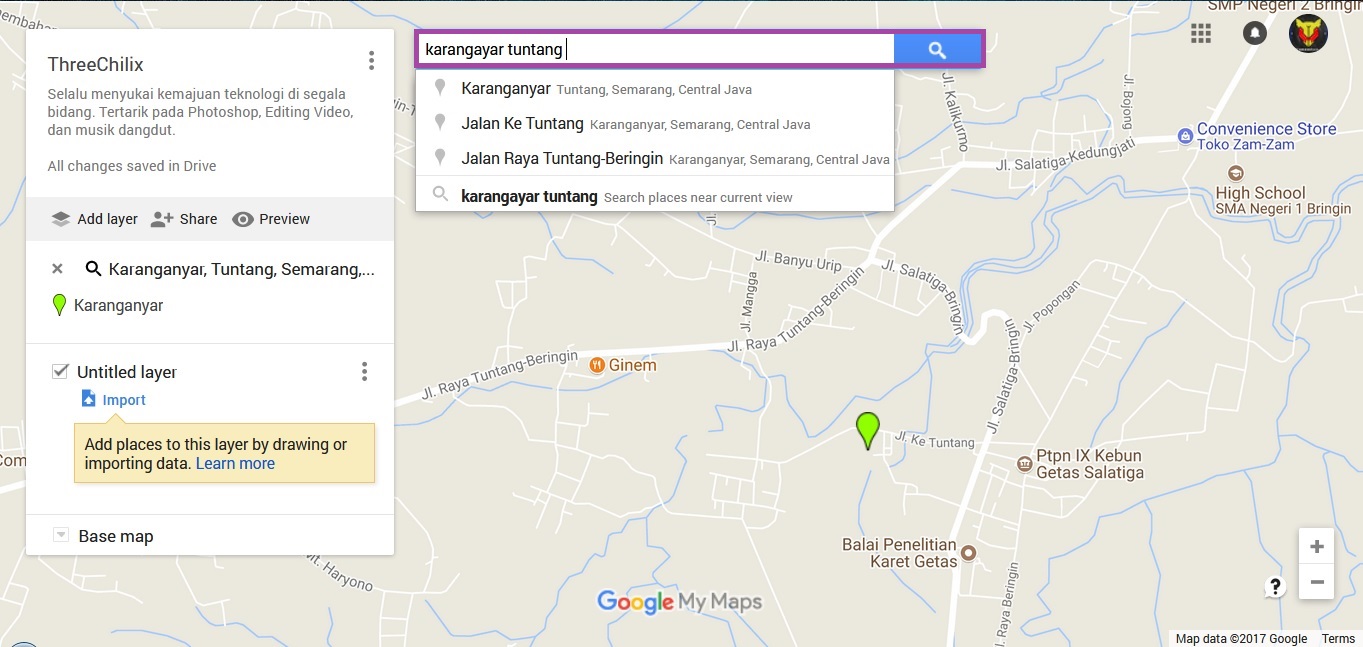 SMP Negeri 2 Bringin
embahan
ThreeChilix
Selalu menyukai kemajuan teknologi di segala
bidang. Tertarik pada Photoshop, Editing Video,
dan musik dangdut.
All changes saved in Drive
Add layer Share Preview
Karanganyar, Tuntang, Semarang,...
Karanganyar
Untitled layer
Import
Add places to this layer by drawing or
importing data. Learn more
Base map
karangayar tuntang
Karanganyar Tuntang, Semarang, Central Java
Jalan Ke Tuntang Karanganyar, Semarang, Central Java
Jalan Raya Tuntang-Beringin Karanganyar, Semarang, Central Java
karangayar tuntang Search places near current view
Jl. Kalikurmo
Jl. Bojong
Convenience Store
Toko Zam-Zam
Jl. Salatiga-Kedungjati
High School
SMA Negeri 1 Bringin
Jl. Banyu Urip
Jl. Salatiga-Bringin
Jl. Mangga
Jl. Raya Tuntang-Beringin
Jl. Popongan
Jl. Raya Tuntang-Beringin
Ginem
Jl. Salatiga-Bringin
Jl. Ke Tuntang
Ptpn IX Kebun
Getas Salatiga
Com
Balai Penelitian
Karet Getas
Mt. Haryono
Jl. Raya Beringin
Google My Maps
+
?
−
Map data ©2017 Google Terms